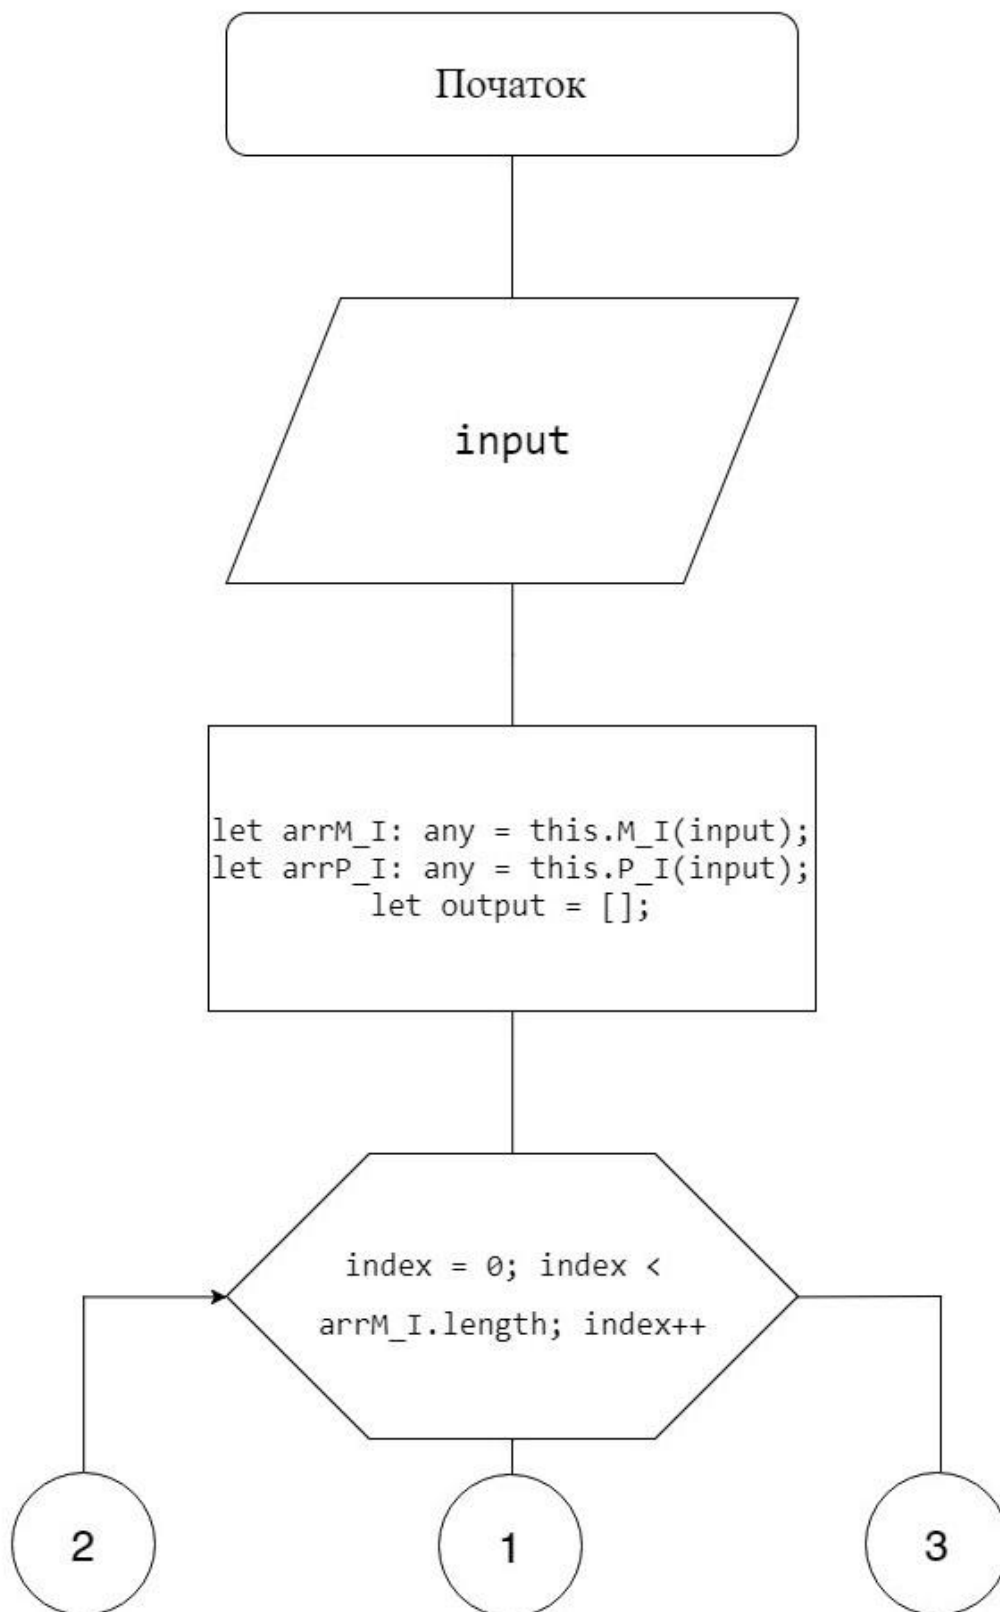 Початок
input
let arrM_I: any = this.M_I(input);
let arrP_I: any = this.P_I(input);
let output = [];
index = 0; index <
arrM_I.length; index++
2
1
3